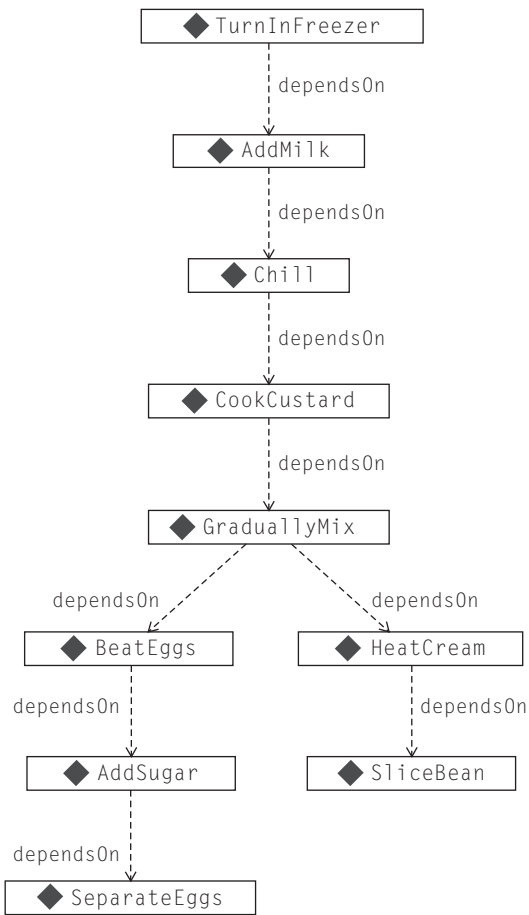 TurnInFreezer
dependsOn
AddMilk
dependsOn
Chill
dependsOn
CookCustard
dependsOn
GraduallyMix
dependsOn dependsOn
BeatEggs HeatCream
dependsOn dependsOn
AddSugar SliceBean
dependsOn
SeparateEggs